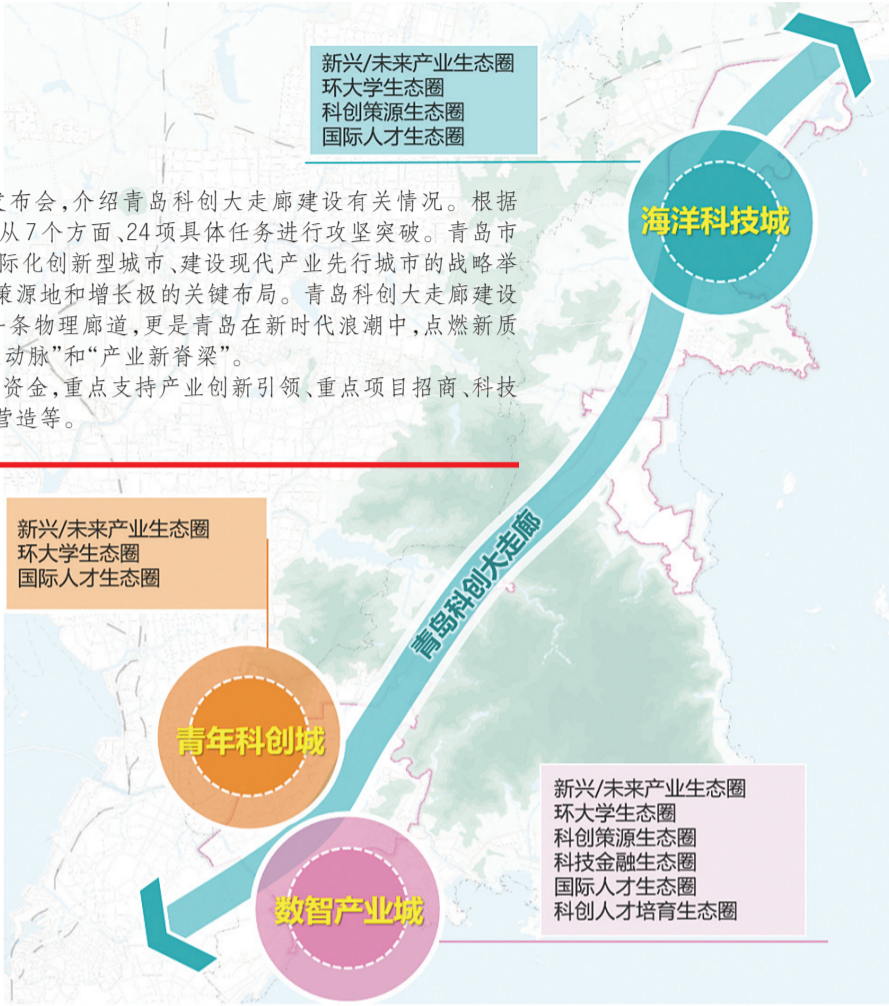 新兴/未来产业生态圈
环大学生态圈
科创策源生态圈
国际人才生态圈
海洋科技城
发布会,介绍青岛科创大走廊建设有关情况。根据
从7个方面、24项具体任务进行攻坚突破。青岛市
际化创新型城市、建设现代产业先行城市的战略举
策源地和增长极的关键布局。青岛科创大走廊建设
一条物理廊道,更是青岛在新时代浪潮中,点燃新质
动脉”和“产业新脊梁”。
资金,重点支持产业创新引领、重点项目招商、科技
营造等。
新兴/未来产业生态圈
环大学生态圈
国际人才生态圈
青岛科创大走廊
青年科创城
新兴/未来产业生态圈
环大学生态圈
科创策源生态圈
科技金融生态圈
国际人才生态圈
科创人才培育生态圈
数智产业城